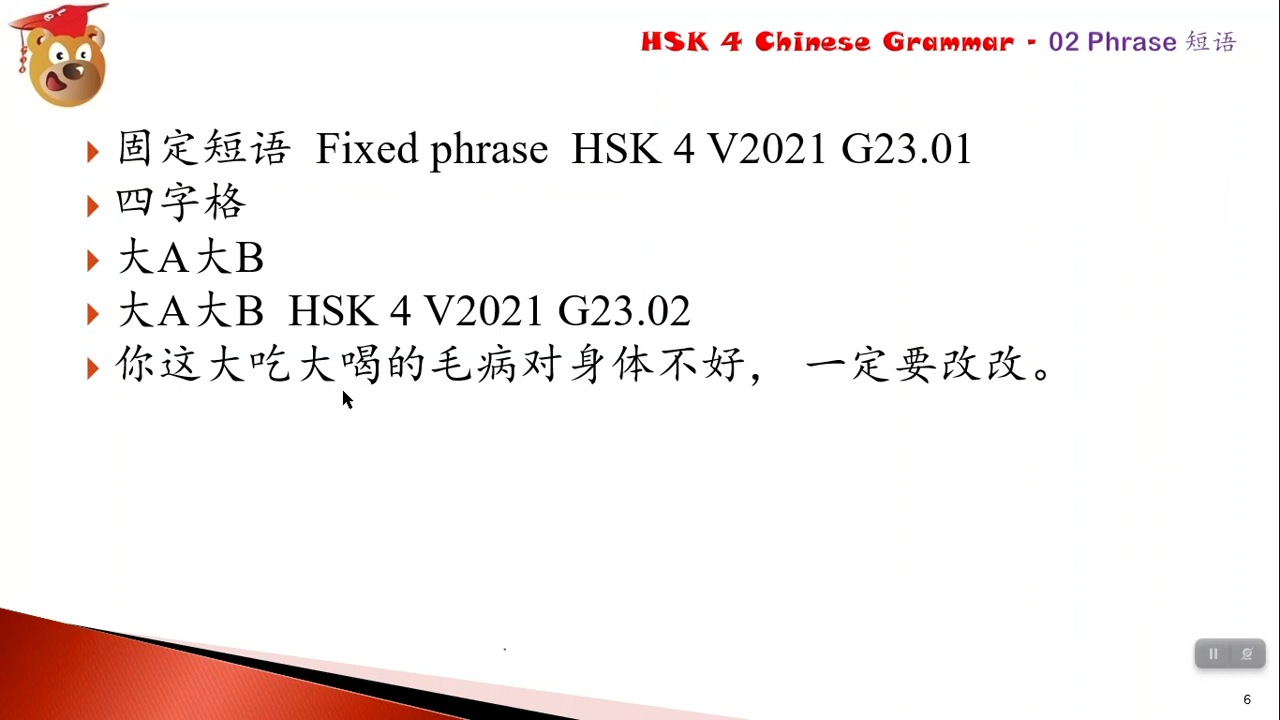 HSK 4 Chinese Grammar - 02 Phrase 短语
固定短语 Fixed phrase HSK 4 V2021 G23.01
四字格
大A大B
大A大B HSK 4 V2021 G23.02
你这大吃大喝的毛病对身体不好， 一定要改改。
6